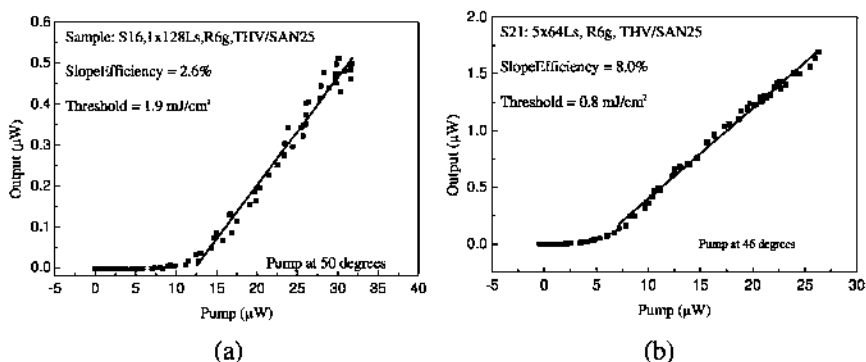 Sample: S16,1x128Ls,R6g,THV/SAN25
SlopeEfficiency = 2.6%
Threshold = 1.9 mJ/cm²
Pump at 50 degrees
Output (µW)
0.6
0.5
0.4
0.3
0.2
0.1
0.0
-5 0 5 10 15 20 25 30 35 40
Pump (µW)
(a)
S21: 5x64Ls, R6g, THV/SAN25
SlopeEfficiency = 8.0%
Threshold = 0.8 mJ/cm²
Pump at 46 degrees
Output (µW)
2.0
1.5
1.0
0.5
0.0
-5 0 5 10 15 20 25 30
Pump (µW)
(b)